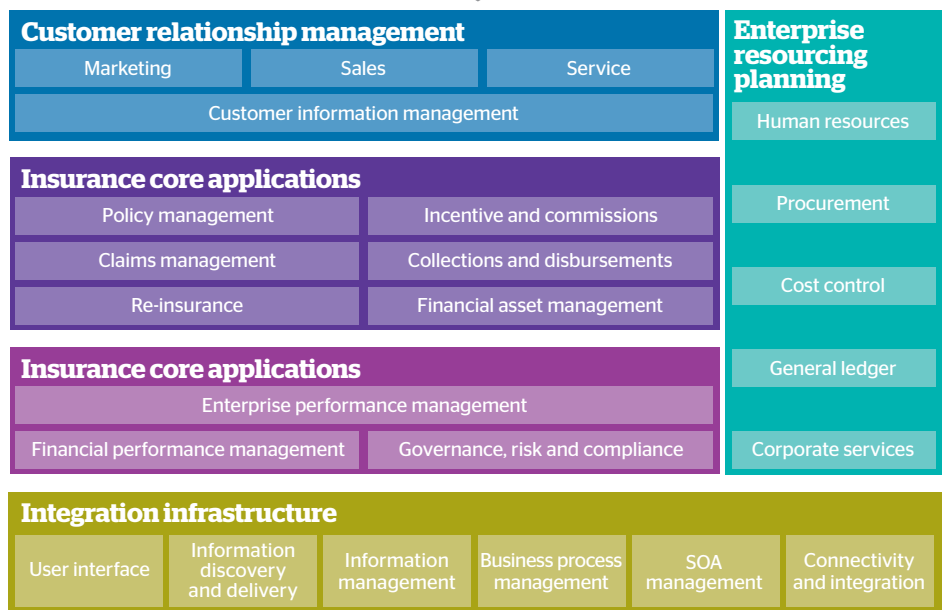 Customer relationship management
Marketing
Sales
Service
Customer information management
Insurance core applications
Policy management
Incentive and commissions
Claims management
Collections and disbursements
Re-insurance
Financial asset management
Insurance core applications
Enterprise performance management
Financial performance management
Governance, risk and compliance
Enterprise
resourcing
planning
Human resources
Procurement
Cost control
General ledger
Corporate services
Integration infrastructure
User interface
Information
discovery
and delivery
Information
management
Business process
management
SOA
management
Connectivity
and integration